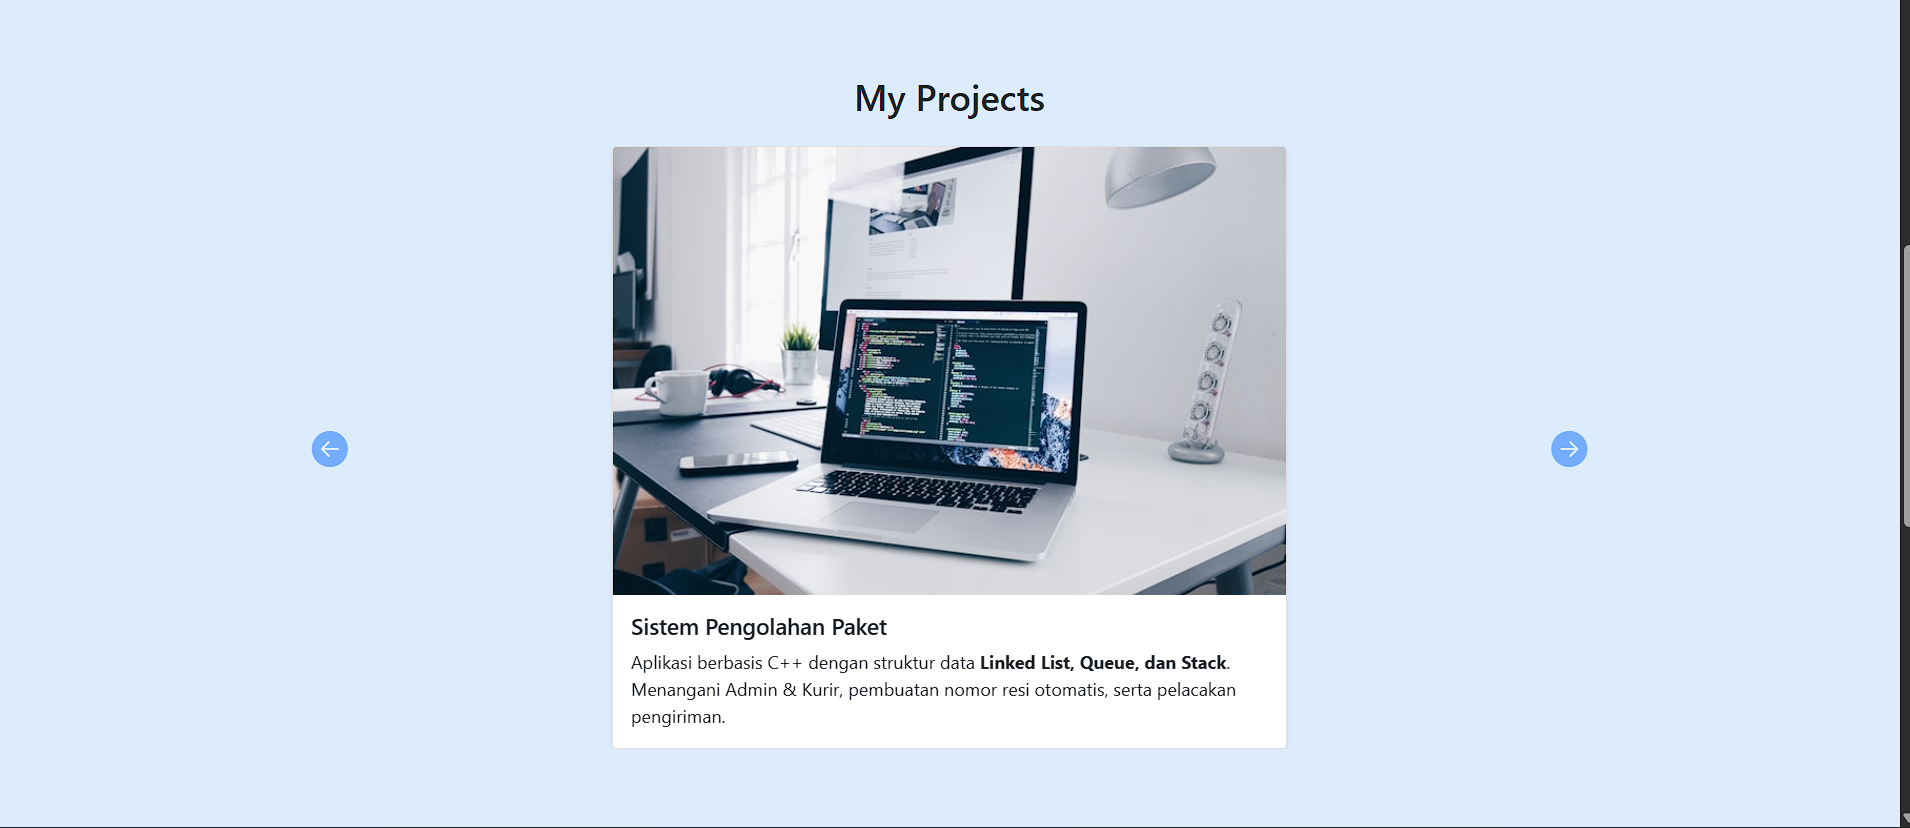 My Projects
Sistem Pengolahan Paket
Aplikasi berbasis C++ dengan struktur data Linked List, Queue, dan Stack.
Menangani Admin & Kurir, pembuatan nomor resi otomatis, serta pelacakan
pengiriman.